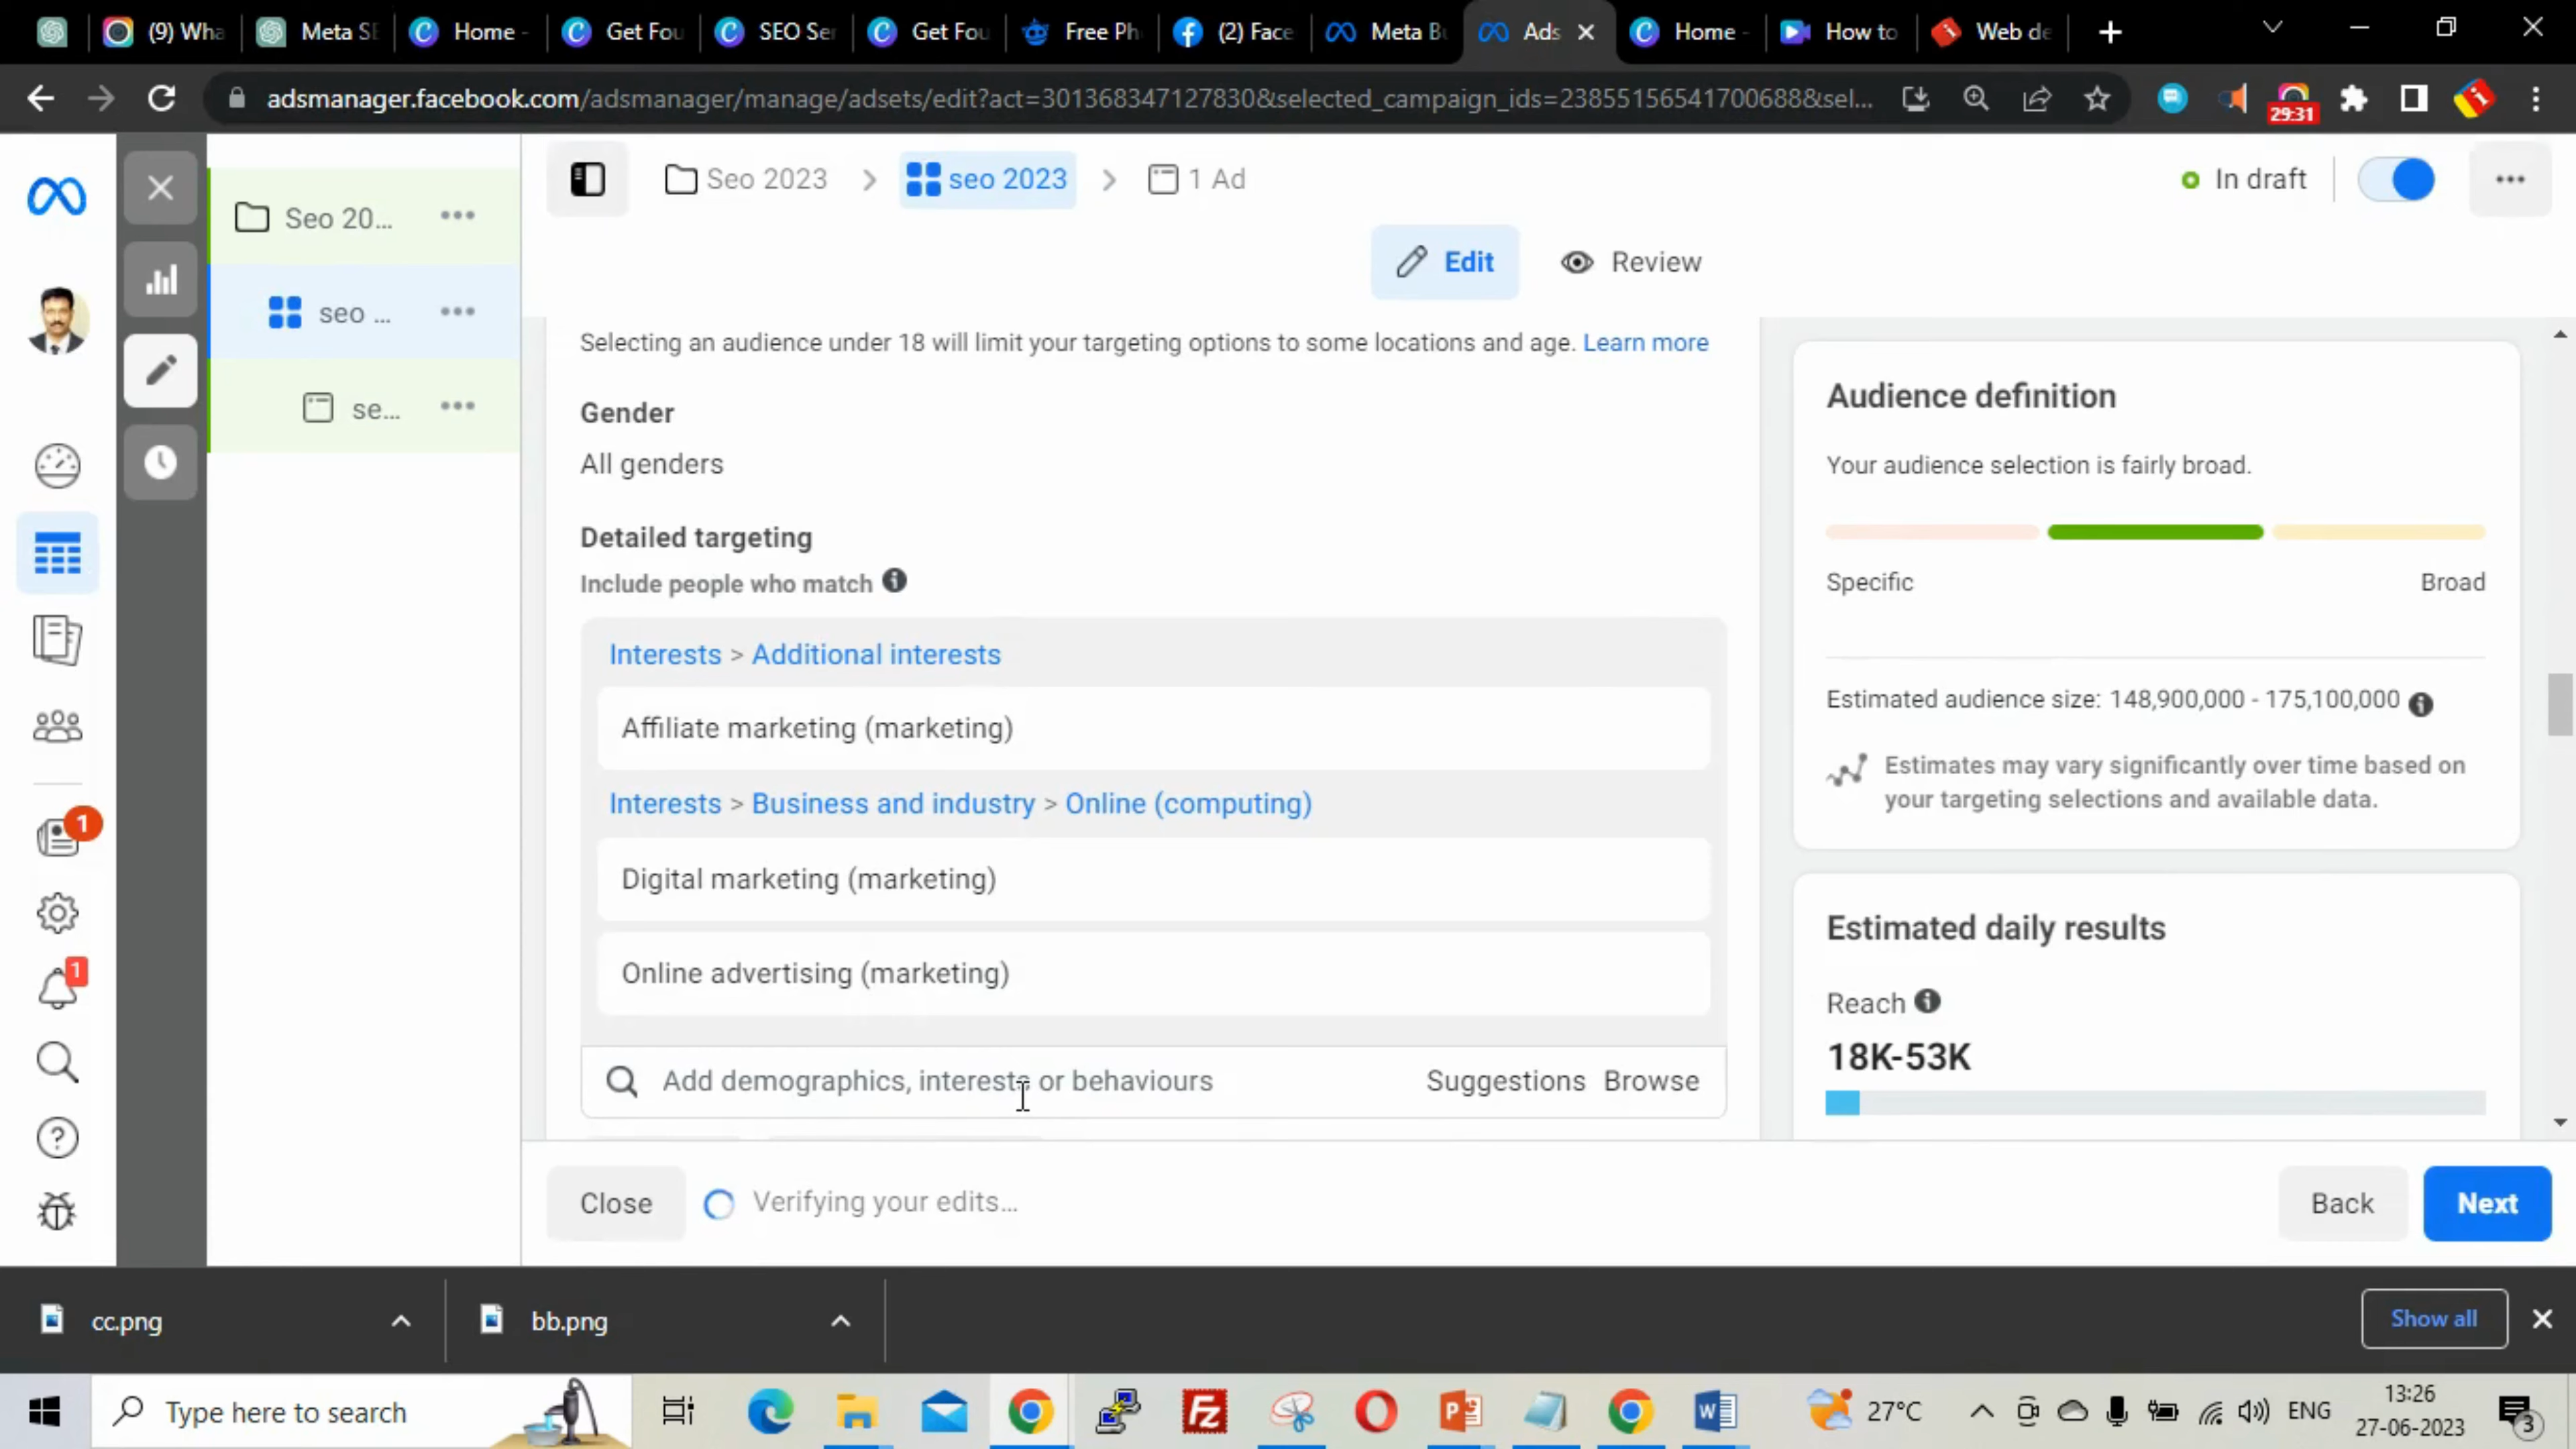 (9) Wha
Meta SE
Home -
Get Fou
SEO Ser
Get Fou
Free Ph
(2) Face
Meta Bu
Ads
Home -
How to
Web de
adsmanager.facebook.com/adsmanager/manage/adsets/edit?act=301368347127830&selected_campaign_ids=23855156541700688&sel...
29:31
Seo 2023 > seo 2023 > 1 Ad
In draft
Seo 20...
seo ...
se...
Edit
Review
Selecting an audience under 18 will limit your targeting options to some locations and age. Learn more
Gender
All genders
Detailed targeting
Include people who match
Interests > Additional interests
Affiliate marketing (marketing)
Interests > Business and industry > Online (computing)
Digital marketing (marketing)
Online advertising (marketing)
Add demographics, interests or behaviours
Suggestions Browse
Audience definition
Your audience selection is fairly broad.
Specific
Broad
Estimated audience size: 148,900,000 - 175,100,000
Estimates may vary significantly over time based on
your targeting selections and available data.
Estimated daily results
Reach
18K-53K
1
1
Close
Verifying your edits...
Back
Next
cc.png
bb.png
Show all
Type here to search
27°C
ENG
13:26
27-06-2023
3